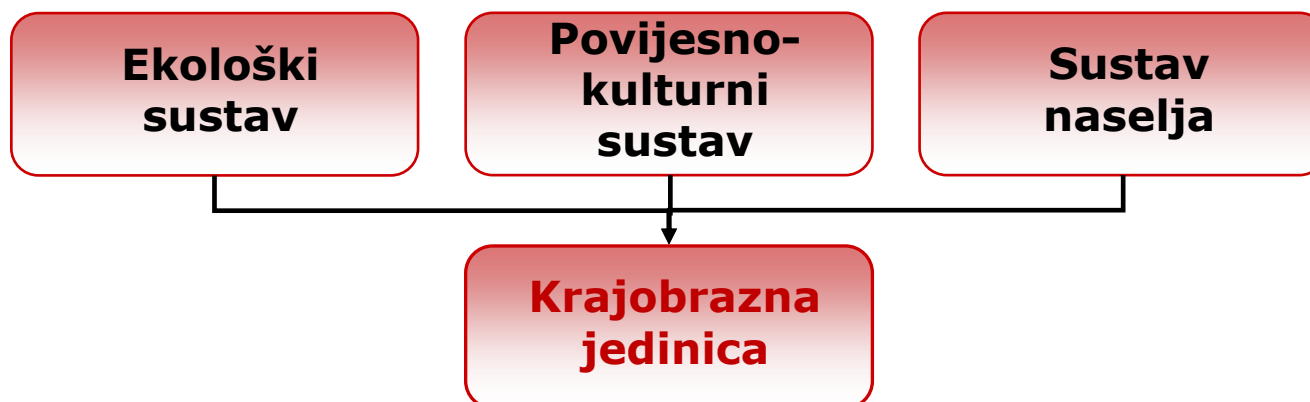 Ekološki
sustav
Povijesno-
kulturni
sustav
Sustav
naselja
Krajobrazna
jedinica